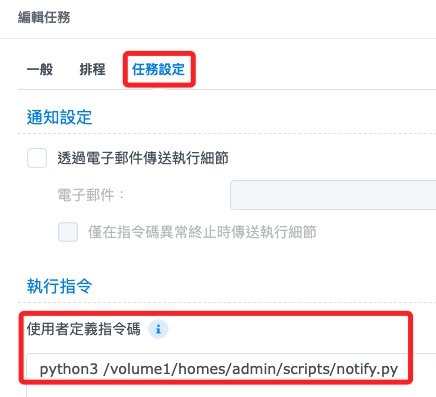 編輯任務
一般 排程 任務設定
通知設定
透過電子郵件傳送執行細節
電子郵件：
僅在指令碼異常終止時傳送執行細節
執行指令
使用者定義指令碼 i
python3 /volume1/homes/admin/scripts/notify.py